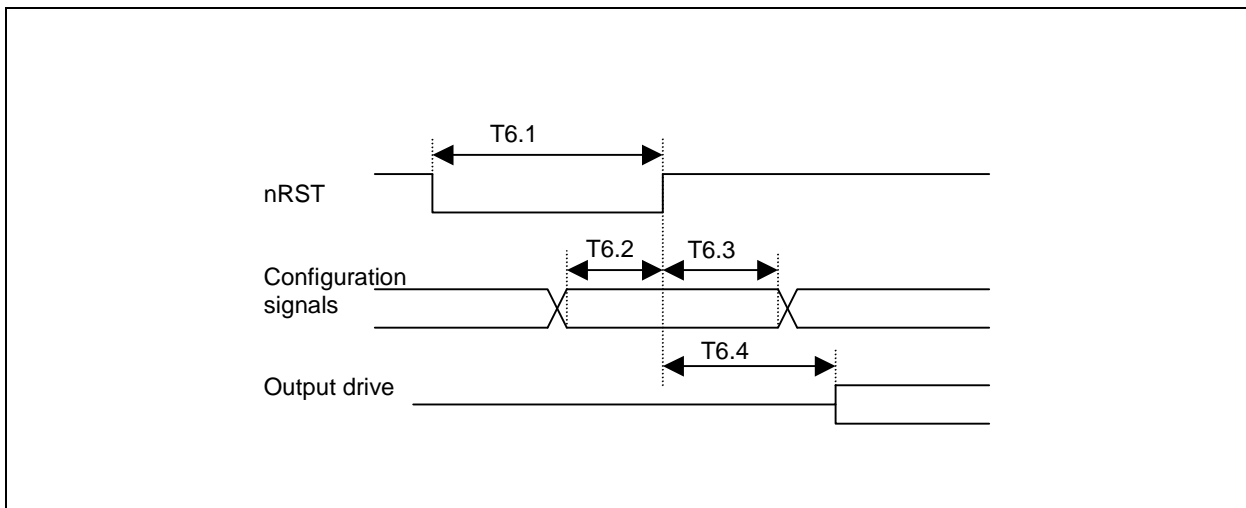 T6.1
nRST
T6.2
T6.3
Configuration
signals
T6.4
Output drive